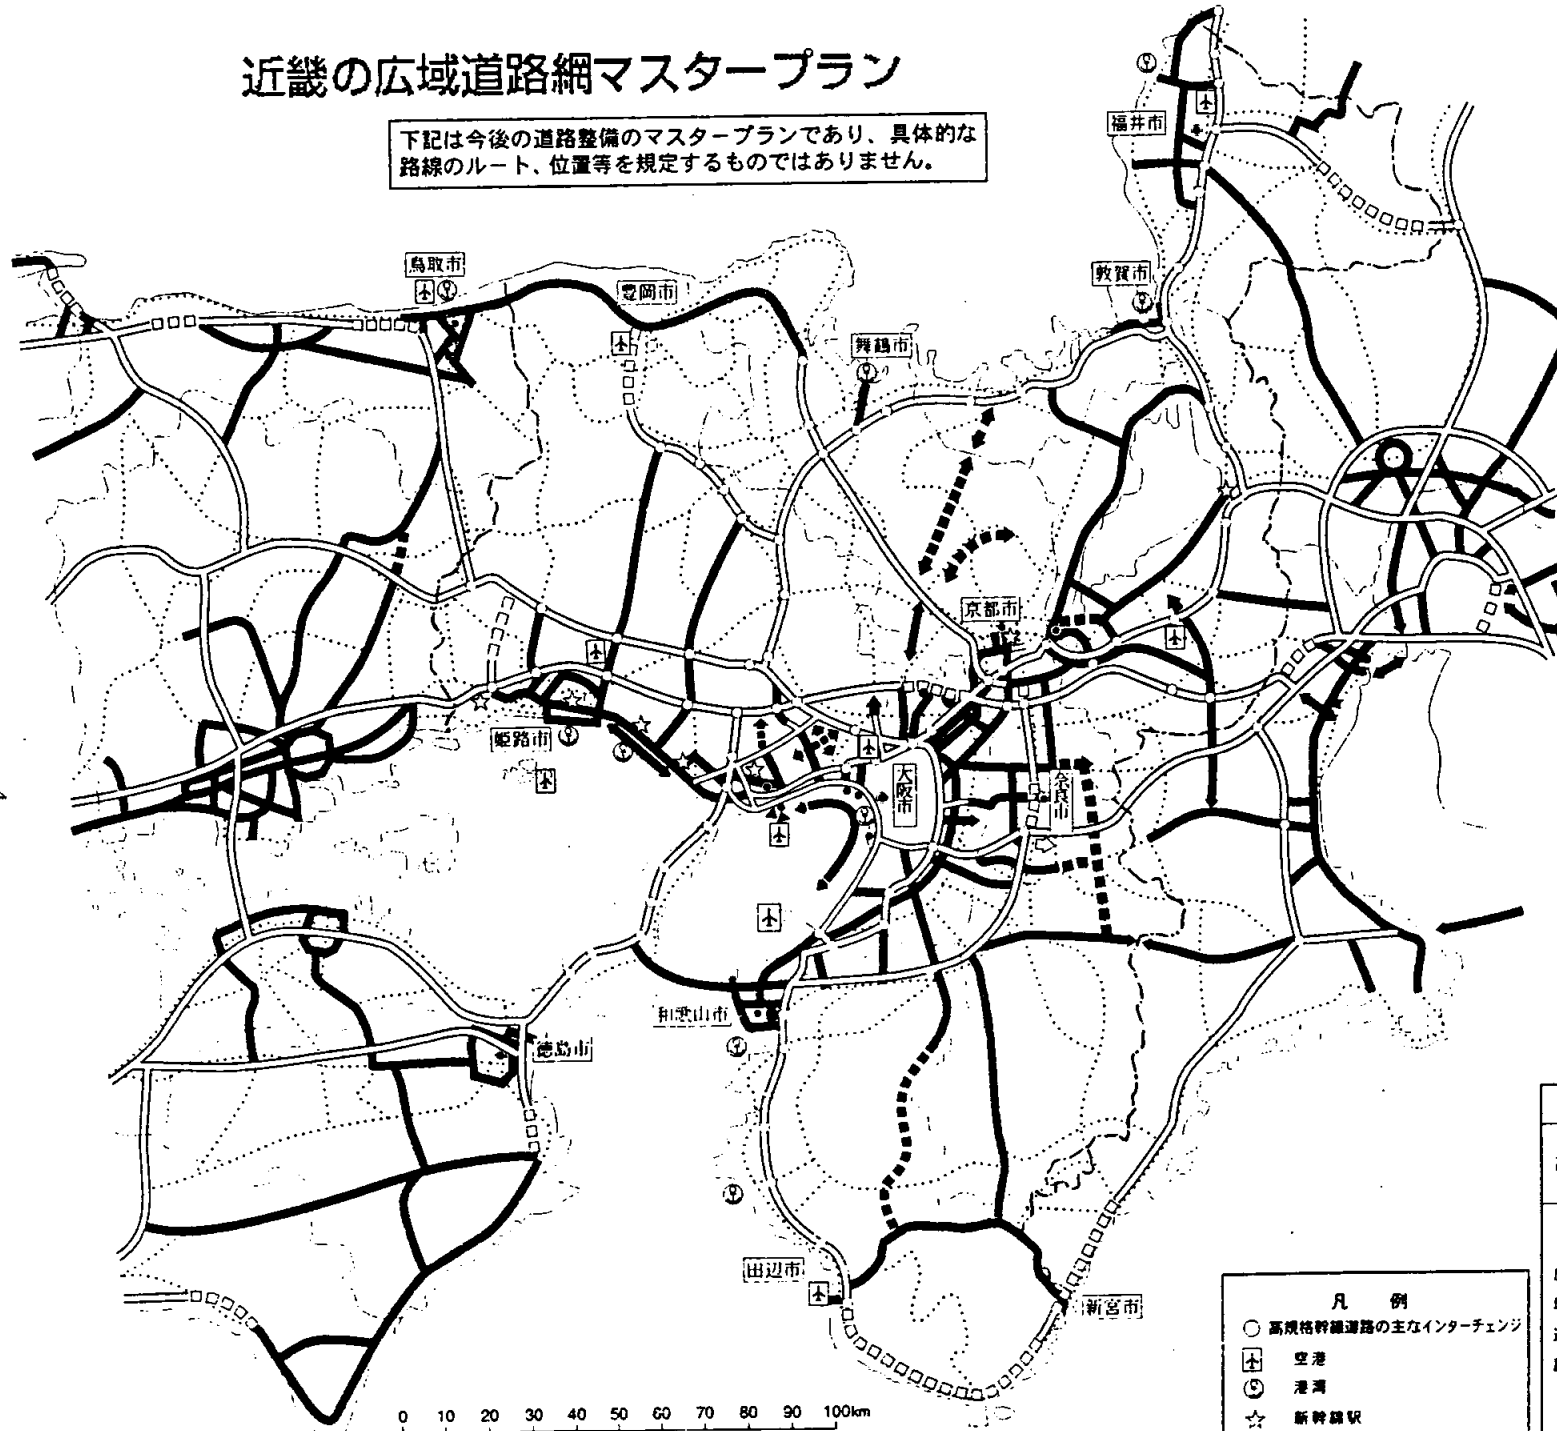 近畿の広域道路網マスタープラン
下記は今後の道路整備のマスタープランであり、具体的な
路線のルート、位置等を規定するものではありません。
福井市
敦賀市
鳥取市
豊岡市
舞鶴市
京都市
姫路市
大阪市
奈良市
和歌山市
徳島市
田辺市
新宮市
凡 例
高規格幹線道路の主なインターチェンジ
空港
港湾
新幹線駅
0 10 20 30 40 50 60 70 80 90 100km